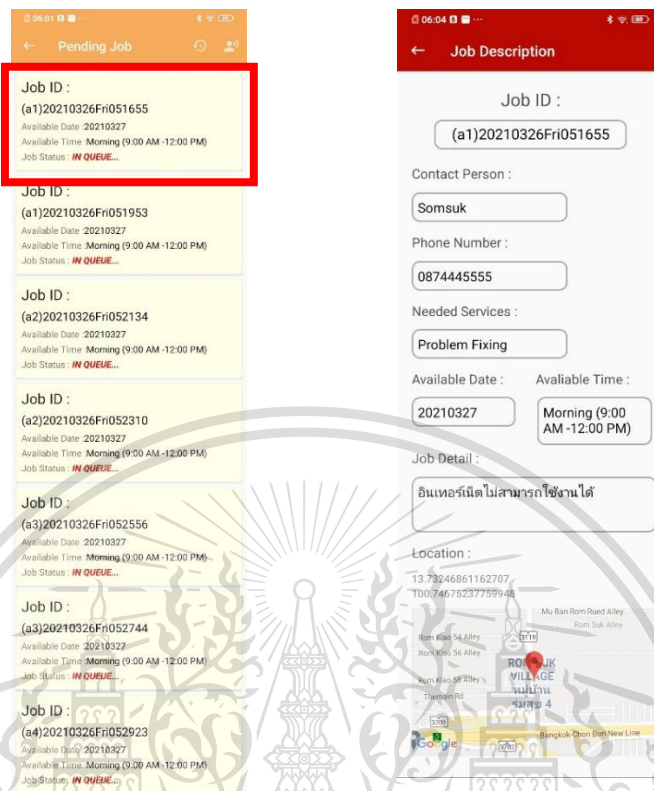 06:01
Pending Job
Job ID :
(a1)20210326Fri051655
Available Date :20210327
Available Time :Morning (9:00 AM -12:00 PM)
Job Status : IN QUEUE...
Job ID :
(a1)20210326Fri051953
Available Date :20210327
Available Time :Morning (9:00 AM -12:00 PM)
Job Status : IN QUEUE...
Job ID :
(a2)20210326Fri052134
Available Date :20210327
Available Time :Morning (9:00 AM -12:00 PM)
Job Status : IN QUEUE...
Job ID :
(a2)20210326Fri052310
Available Date :20210327
Available Time :Morning (9:00 AM -12:00 PM)
Job Status : IN QUEUE...
Job ID :
(a3)20210326Fri052556
Available Date :20210327
Available Time :Morning (9:00 AM -12:00 PM)
Job Status : IN QUEUE...
Job ID :
(a3)20210326Fri052744
Available Date :20210327
Available Time :Morning (9:00 AM -12:00 PM)
Job Status : IN QUEUE...
Job ID :
(a4)20210326Fri052923
Available Date :20210327
Available Time :Morning (9:00 AM -12:00 PM)
Job Status : IN QUEUE...
06:04
Job Description
Job ID :
(a1)20210326Fri051655
Contact Person :
Somsuk
Phone Number :
0874445555
Needed Services :
Problem Fixing
Available Date : Avaliable Time :
20210327 Morning (9:00
AM -12:00 PM)
Job Detail :
อินเทอร์เน็ตไม่สามารถใช้งานได้
Location :
13.73246861162707,
100.74675237759948
Mu Ban Rom Rued Alley
Rom Suk Alley
Rom Klao 54 Alley
3119
Rom Klao 56 Alley
VILLAGE
Rom Klao 58 Alley
หมู่บ้าน
Themain Rd
ร่มสุข 4
Bangkok-Chon Buri New Line
Google